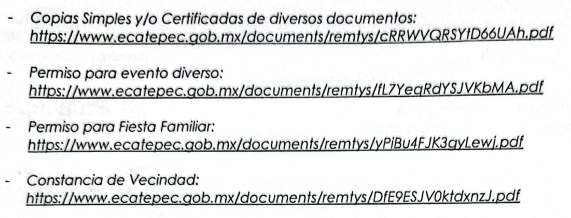 - Copias Simples y/o Certificadas de diversos documentos:
https://www.ecatepec.gob.mx/documents/remtys/cRRWVQRSYfD66UAh.pdf
- Permiso para evento diverso:
https://www.ecatepec.gob.mx/documents/remtys/fL7YeqRdYSJVKbMA.pdf
- Permiso para Fiesta Familiar:
https://www.ecatepec.gob.mx/documents/remtys/yPiBu4FJK3gyLewj.pdf
- Constancia de Vecindad:
https://www.ecatepec.gob.mx/documents/remtys/DfE9ESJV0ktdxnzJ.pdf